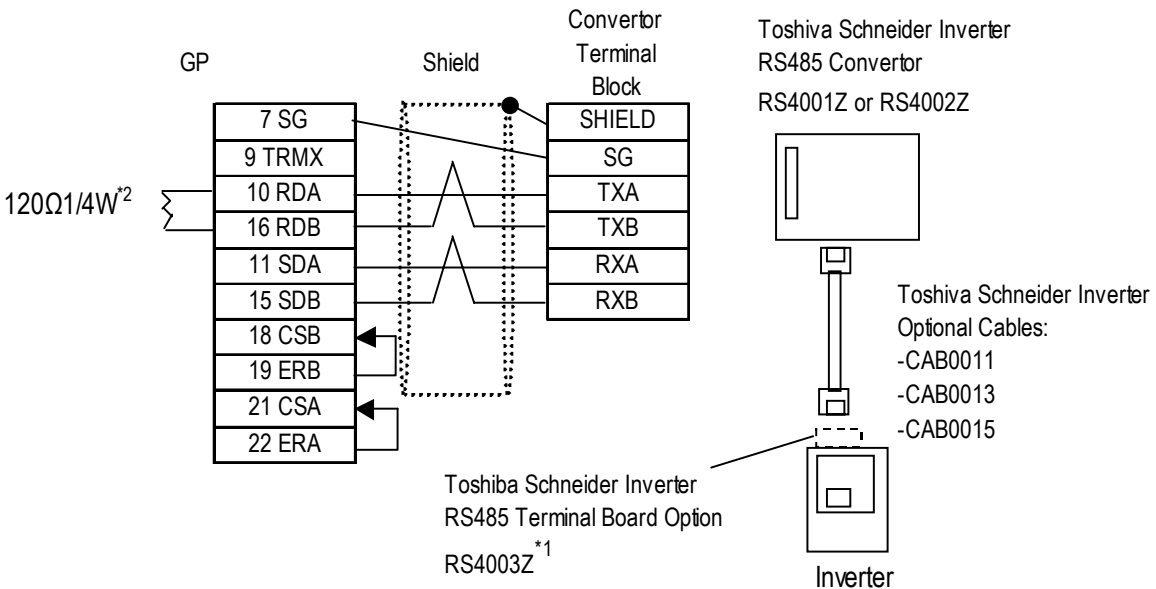 GP
Shield
Convertor
Terminal
Block
Toshiva Schneider Inverter
RS485 Convertor
RS4001Z or RS4002Z
7 SG
9 TRMX
10 RDA
16 RDB
11 SDA
15 SDB
18 CSB
19 ERB
21 CSA
22 ERA
120Ω1/4W*2
SHIELD
SG
TXA
TXB
RXA
RXB
Toshiva Schneider Inverter
Optional Cables:
-CAB0011
-CAB0013
-CAB0015
Toshiba Schneider Inverter
RS485 Terminal Board Option
RS4003Z*1
Inverter